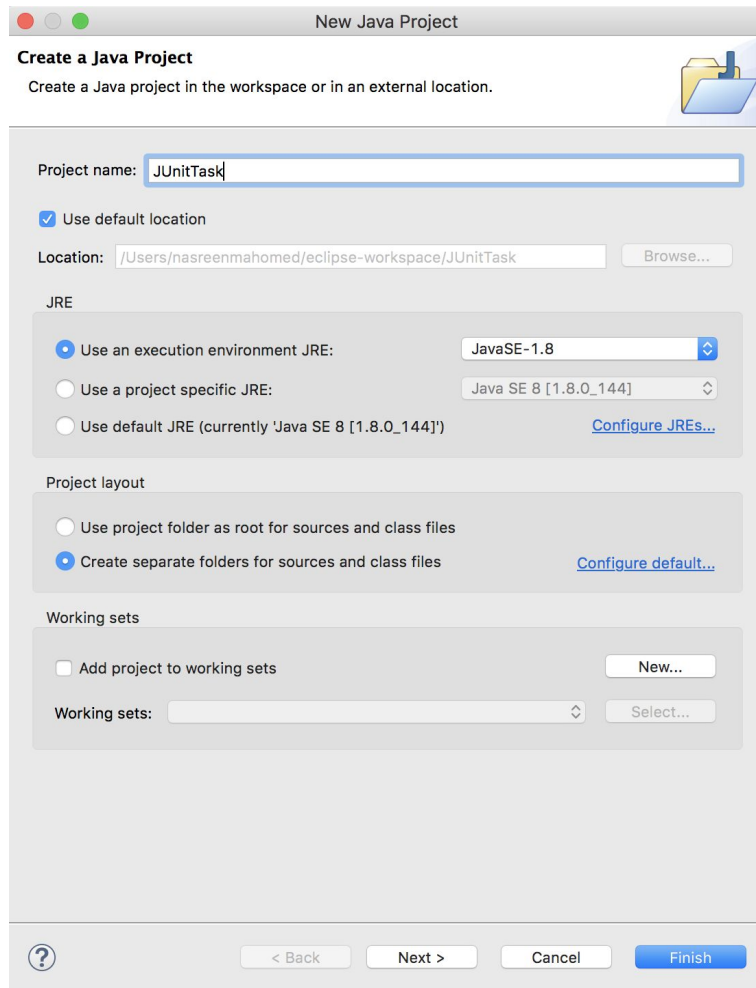 New Java Project
Create a Java Project
Create a Java project in the workspace or in an external location.
Project name: JUnitTask
Use default location
Location: /Users/nasreenmahomed/eclipse-workspace/JUnitTask Browse...
JRE
Use an execution environment JRE: JavaSE-1.8
Use a project specific JRE: Java SE 8 [1.8.0_144]
Use default JRE (currently 'Java SE 8 [1.8.0_144]') Configure JREs...
Project layout
Use project folder as root for sources and class files
Create separate folders for sources and class files Configure default...
Working sets
Add project to working sets New...
Working sets: Select...
? < Back Next > Cancel Finish